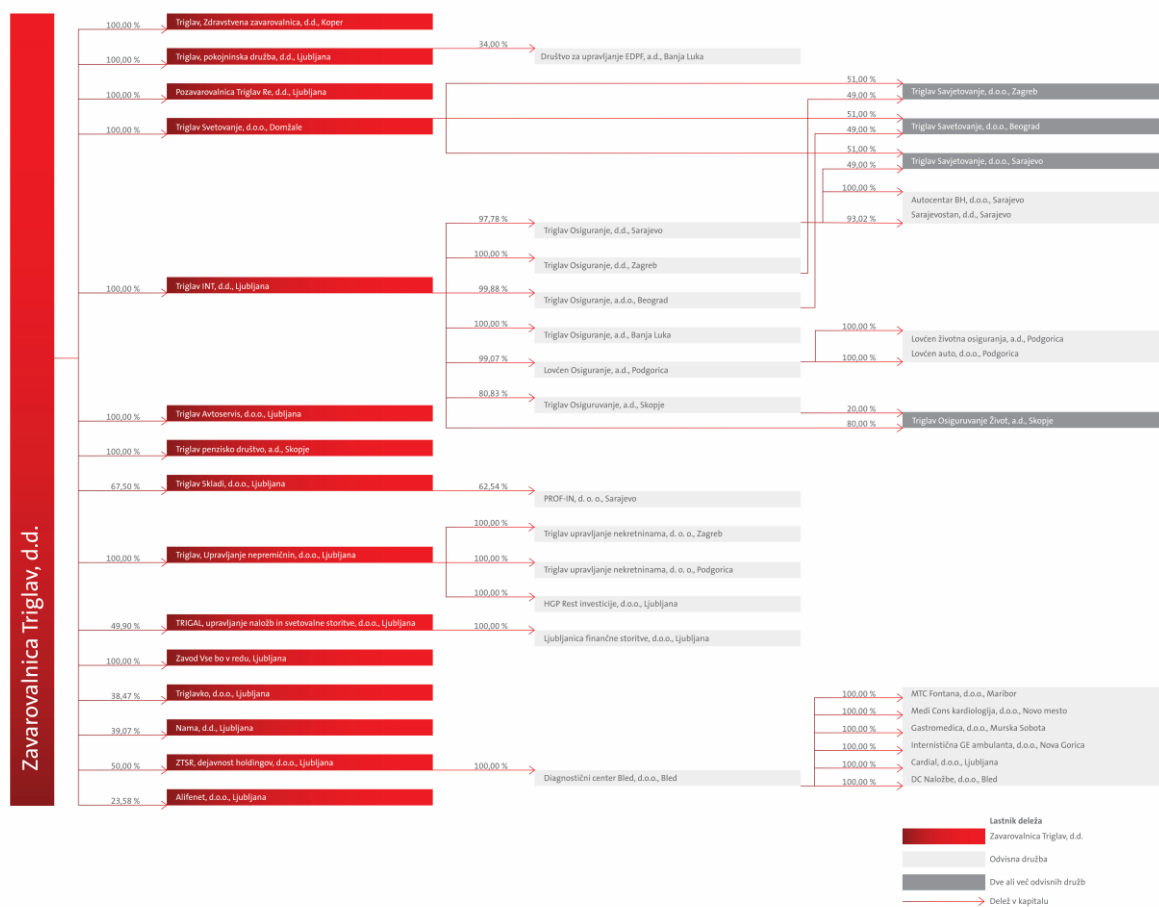 Zavarovalnica Triglav, d.d.
100,00 %
Triglav, Zdravstvena zavarovalnica, d.d., Koper
100,00 %
Triglav, pokojninska družba, d.d., Ljubljana
34,00 %
Društvo za upravljanje EDPF, a.d., Banja Luka
100,00 %
Pozavarovalnica Triglav Re, d.d., Ljubljana
51,00 %
49,00 %
Triglav Savjetovanje, d.o.o., Zagreb
100,00 %
Triglav Svetovanje, d.o.o., Domžale
51,00 %
49,00 %
Triglav Savetovanje, d.o.o., Beograd
51,00 %
49,00 %
Triglav Savjetovanje, d.o.o., Sarajevo
100,00 %
Autocentar BH, d.o.o., Sarajevo
93,02 %
Sarajevostan, d.d., Sarajevo
97,78 %
Triglav Osiguranje, d.d., Sarajevo
100,00 %
Triglav Osiguranje, d.d., Zagreb
100,00 %
Triglav INT, d.d., Ljubljana
99,88 %
Triglav Osiguranje, a.d.o., Beograd
100,00 %
Triglav Osiguranje, a.d., Banja Luka
99,07 %
Lovćen Osiguranje, a.d., Podgorica
100,00 %
Lovćen životna osiguranja, a.d., Podgorica
100,00 %
Lovćen auto, d.o.o., Podgorica
80,83 %
Triglav Osiguruvanje, a.d., Skopje
20,00 %
80,00 %
Triglav Osiguruvanje Život, a.d., Skopje
100,00 %
Triglav Avtoservis, d.o.o., Ljubljana
100,00 %
Triglav penzisko društvo, a.d., Skopje
67,50 %
Triglav Skladi, d.o.o., Ljubljana
62,54 %
PROF-IN, d. o. o., Sarajevo
100,00 %
Triglav upravljanje nekretninama, d. o. o., Zagreb
100,00 %
Triglav, Upravljanje nepremičnin, d.o.o., Ljubljana
100,00 %
Triglav upravljanje nekretninama, d. o. o., Podgorica
100,00 %
HGP Rest investicije, d.o.o., Ljubljana
49,90 %
TRIGAL, upravljanje naložb in svetovalne storitve, d.o.o., Ljubljana
100,00 %
Ljubljanica finančne storitve, d.o.o., Ljubljana
100,00 %
Zavod Vse bo v redu, Ljubljana
38,47 %
Triglavko, d.o.o., Ljubljana
39,07 %
Nama, d.d., Ljubljana
50,00 %
ZTSR, dejavnost holdingov, d.o.o., Ljubljana
100,00 %
Diagnostični center Bled, d.o.o., Bled
100,00 %
MTC Fontana, d.o.o., Maribor
100,00 %
Medi Cons kardiologija, d.o.o., Novo mesto
100,00 %
Gastromedica, d.o.o., Murska Sobota
100,00 %
Internistična GE ambulanta, d.o.o., Nova Gorica
100,00 %
Cardial, d.o.o., Ljubljana
100,00 %
DC Naložbe, d.o.o., Bled
23,58 %
Alifenet, d.o.o., Ljubljana
Lastnik deleža
Zavarovalnica Triglav, d.d.
Odvisna družba
Dve ali več odvisnih družb
Delež v kapitalu